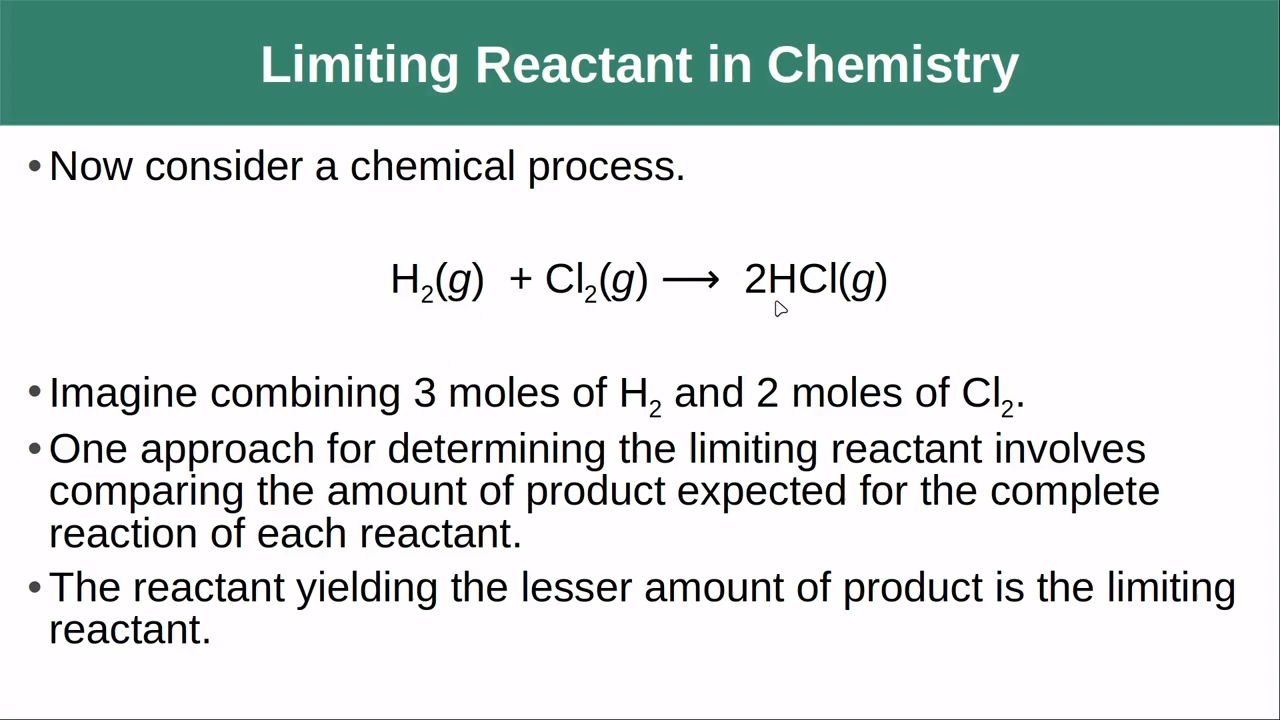 Limiting Reactant in Chemistry
•Now consider a chemical process.
H₂(g) + Cl₂(g) ⟶ 2HCl(g)
•Imagine combining 3 moles of H₂ and 2 moles of Cl₂.
•One approach for determining the limiting reactant involves
comparing the amount of product expected for the complete
reaction of each reactant.
•The reactant yielding the lesser amount of product is the limiting
reactant.